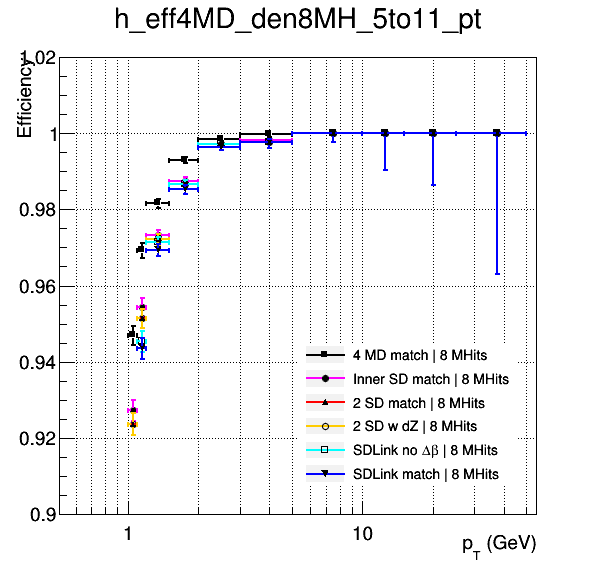 h_eff4MD_den8MH_5to11_pt
Efficiency
1.02
1
0.98
0.96
0.94
0.92
0.9
4 MD match | 8 MHits
Inner SD match | 8 MHits
2 SD match | 8 MHits
2 SD w dZ | 8 MHits
SDLink no Δβ | 8 MHits
SDLink match | 8 MHits
1
10
p_T (GeV)